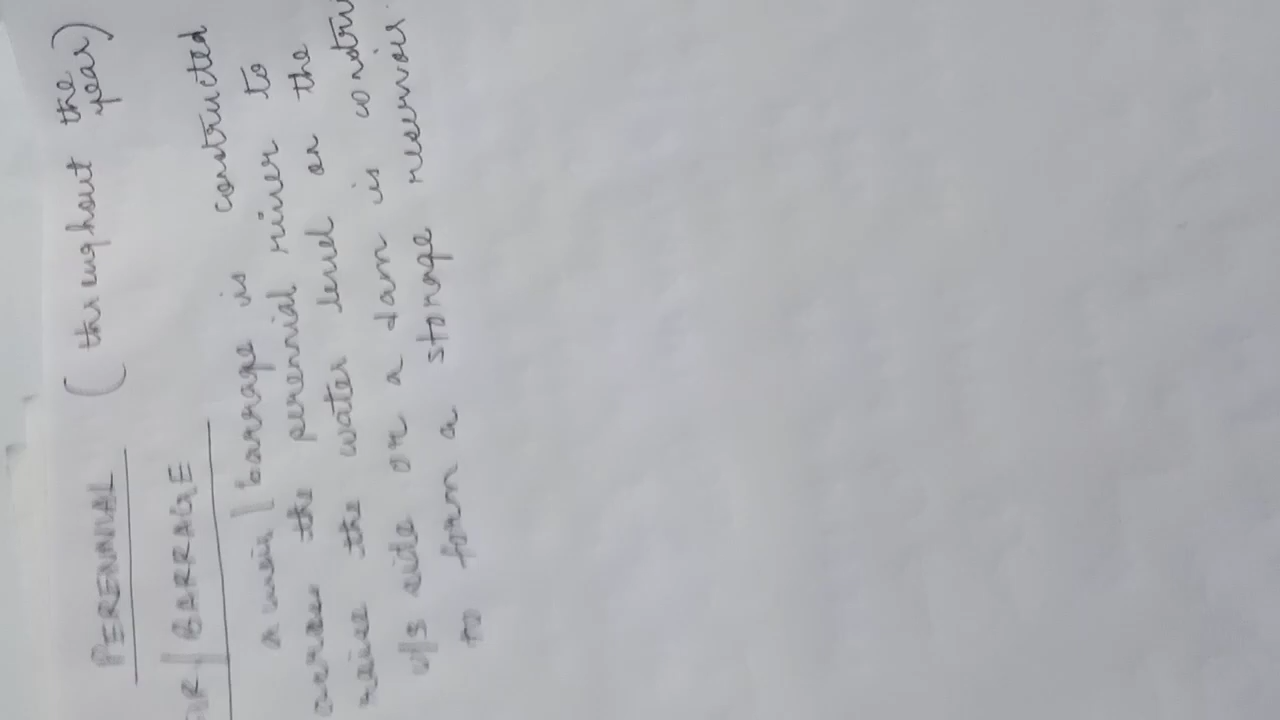 PERENNIAL (throughout the year)
/ BARRAGE
a weir / barrage is constructed
across the perennial river to
raise the water level on the
u/s side or a dam is constru
to form a storage reservoir.